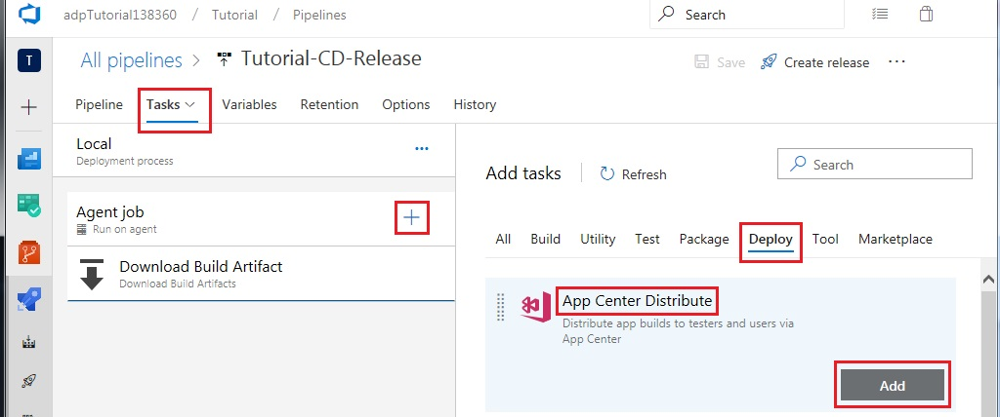 adpTutorial138360 / Tutorial / Pipelines
Search
T
All pipelines > Tutorial-CD-Release
Save Create release ...
Pipeline Tasks Variables Retention Options History
Local
Deployment process
...
Agent job
Run on agent
+
Download Build Artifact
Download Build Artifacts
Add tasks
Refresh
Search
All Build Utility Test Package Deploy Tool Marketplace
App Center Distribute
Distribute app builds to testers and users via
App Center
Add